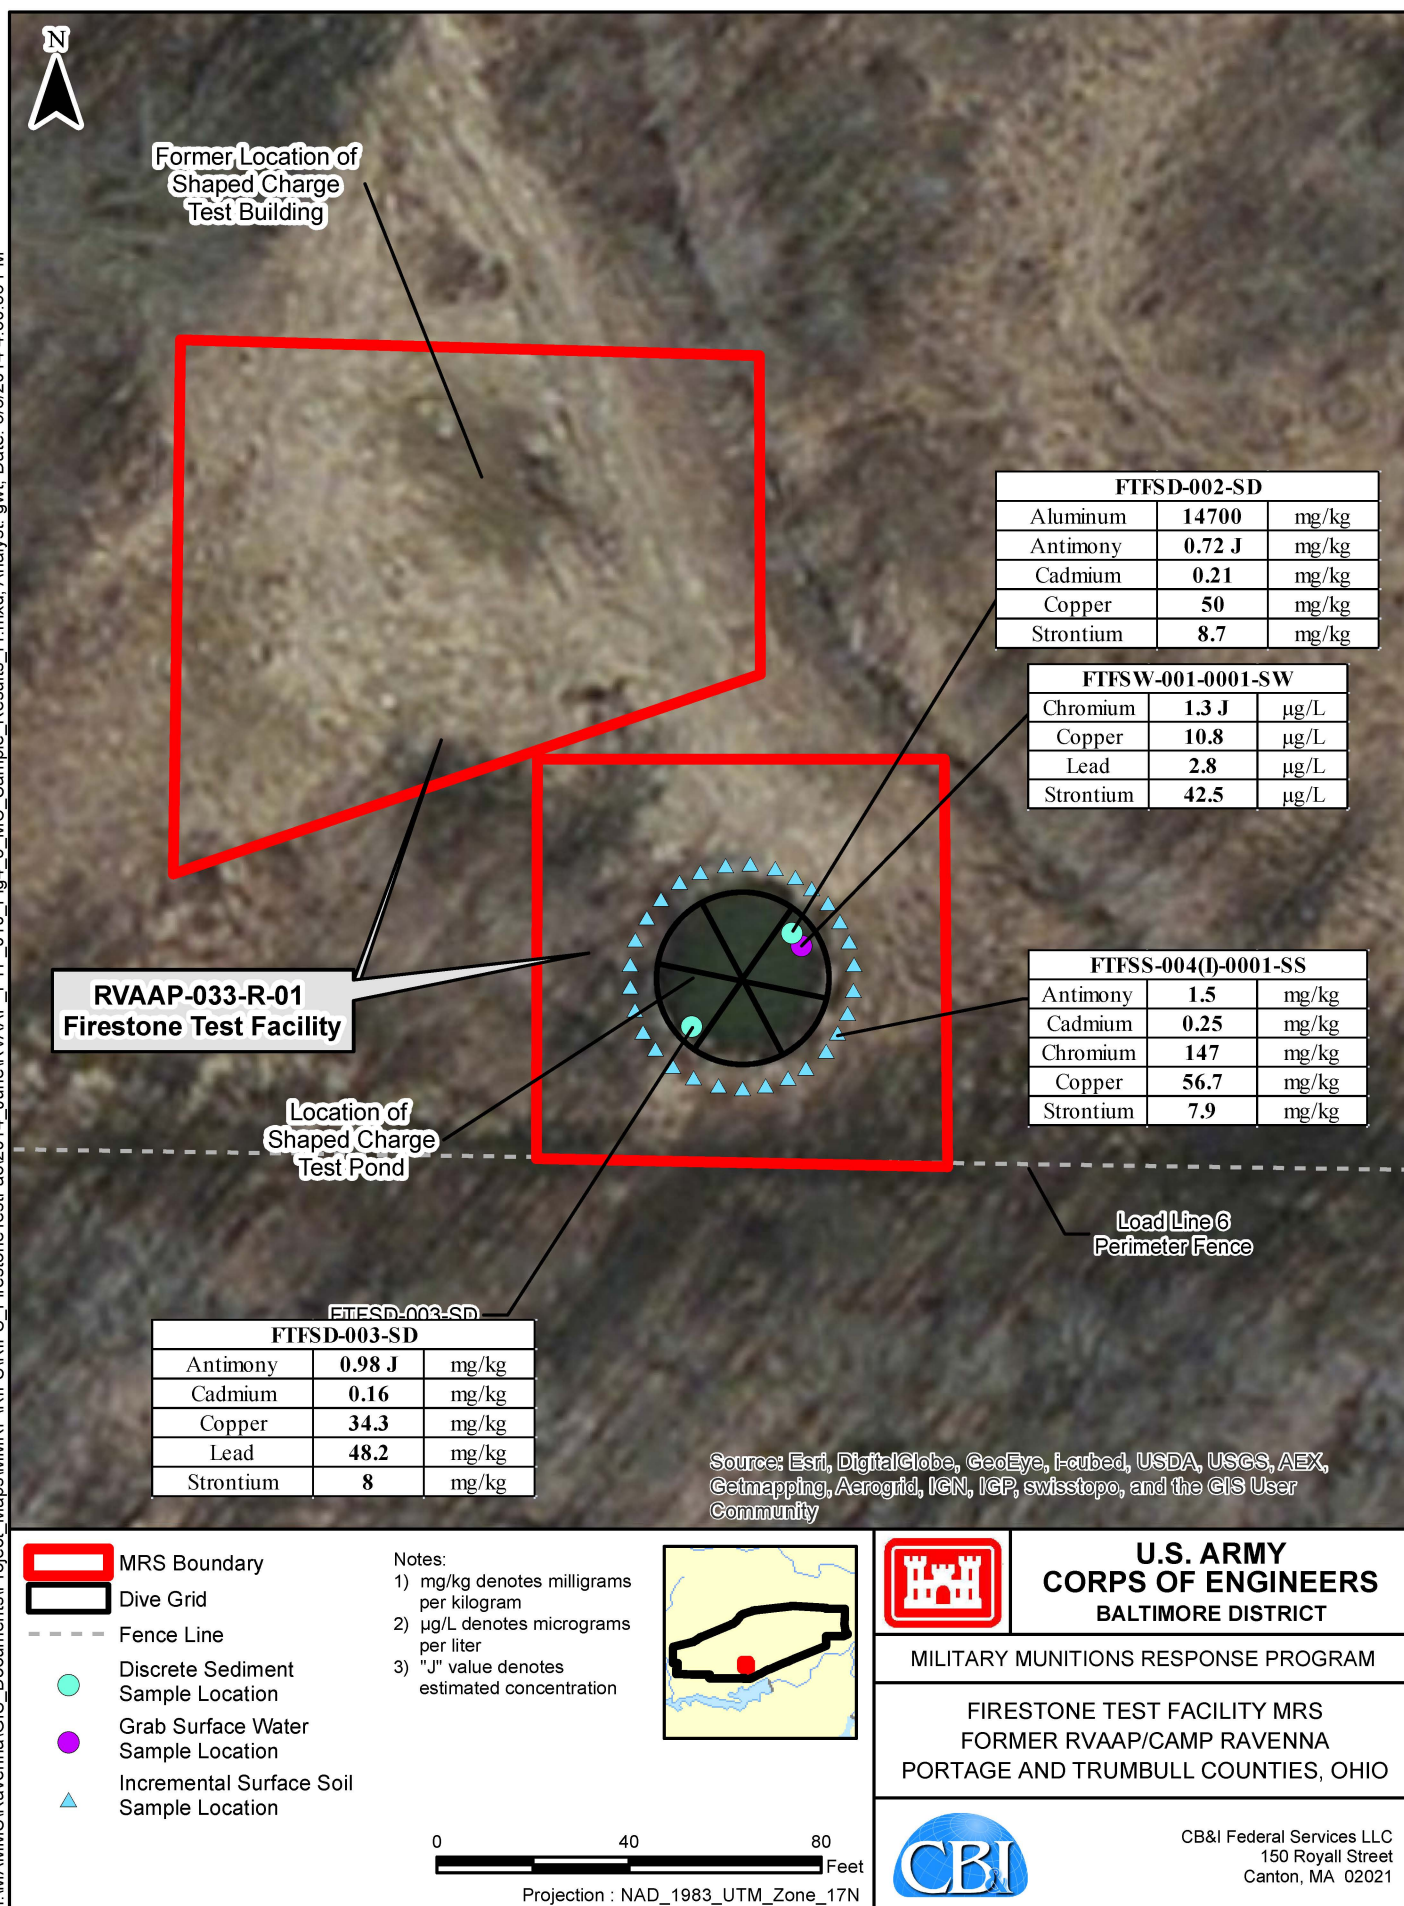 N
Former Location of
Shaped Charge
Test Building
FTFSD-002-SD
Aluminum 14700 mg/kg
Antimony 0.72 J mg/kg
Cadmium 0.21 mg/kg
Copper 50 mg/kg
Strontium 8.7 mg/kg
FTFSW-001-0001-SW
Chromium 1.3 J µg/L
Copper 10.8 µg/L
Lead 2.8 µg/L
Strontium 42.5 µg/L
FTFSS-004(I)-0001-SS
Antimony 1.5 mg/kg
Cadmium 0.25 mg/kg
Chromium 147 mg/kg
Copper 56.7 mg/kg
Strontium 7.9 mg/kg
RVAAP-033-R-01
Firestone Test Facility
Location of
Shaped Charge
Test Pond
Load Line 6
Perimeter Fence
FTFSD-003-SD
FTFSD-003-SD
Antimony 0.98 J mg/kg
Cadmium 0.16 mg/kg
Copper 34.3 mg/kg
Lead 48.2 mg/kg
Strontium 8 mg/kg
Source: Esri, DigitalGlobe, GeoEye, i-cubed, USDA, USGS, AEX,
Getmapping, Aerogrid, IGN, IGP, swisstopo, and the GIS User
Community
MRS Boundary
Dive Grid
Fence Line
Discrete Sediment
Sample Location
Grab Surface Water
Sample Location
Incremental Surface Soil
Sample Location
Notes:
1) mg/kg denotes milligrams
per kilogram
2) µg/L denotes micrograms
per liter
3) "J" value denotes
estimated concentration
0 40 80
Feet
Projection : NAD_1983_UTM_Zone_17N
U.S. ARMY
CORPS OF ENGINEERS
BALTIMORE DISTRICT
MILITARY MUNITIONS RESPONSE PROGRAM
FIRESTONE TEST FACILITY MRS
FORMER RVAAP/CAMP RAVENNA
PORTAGE AND TRUMBULL COUNTIES, OHIO
CB&I
CB&I Federal Services LLC
150 Royall Street
Canton, MA 02021